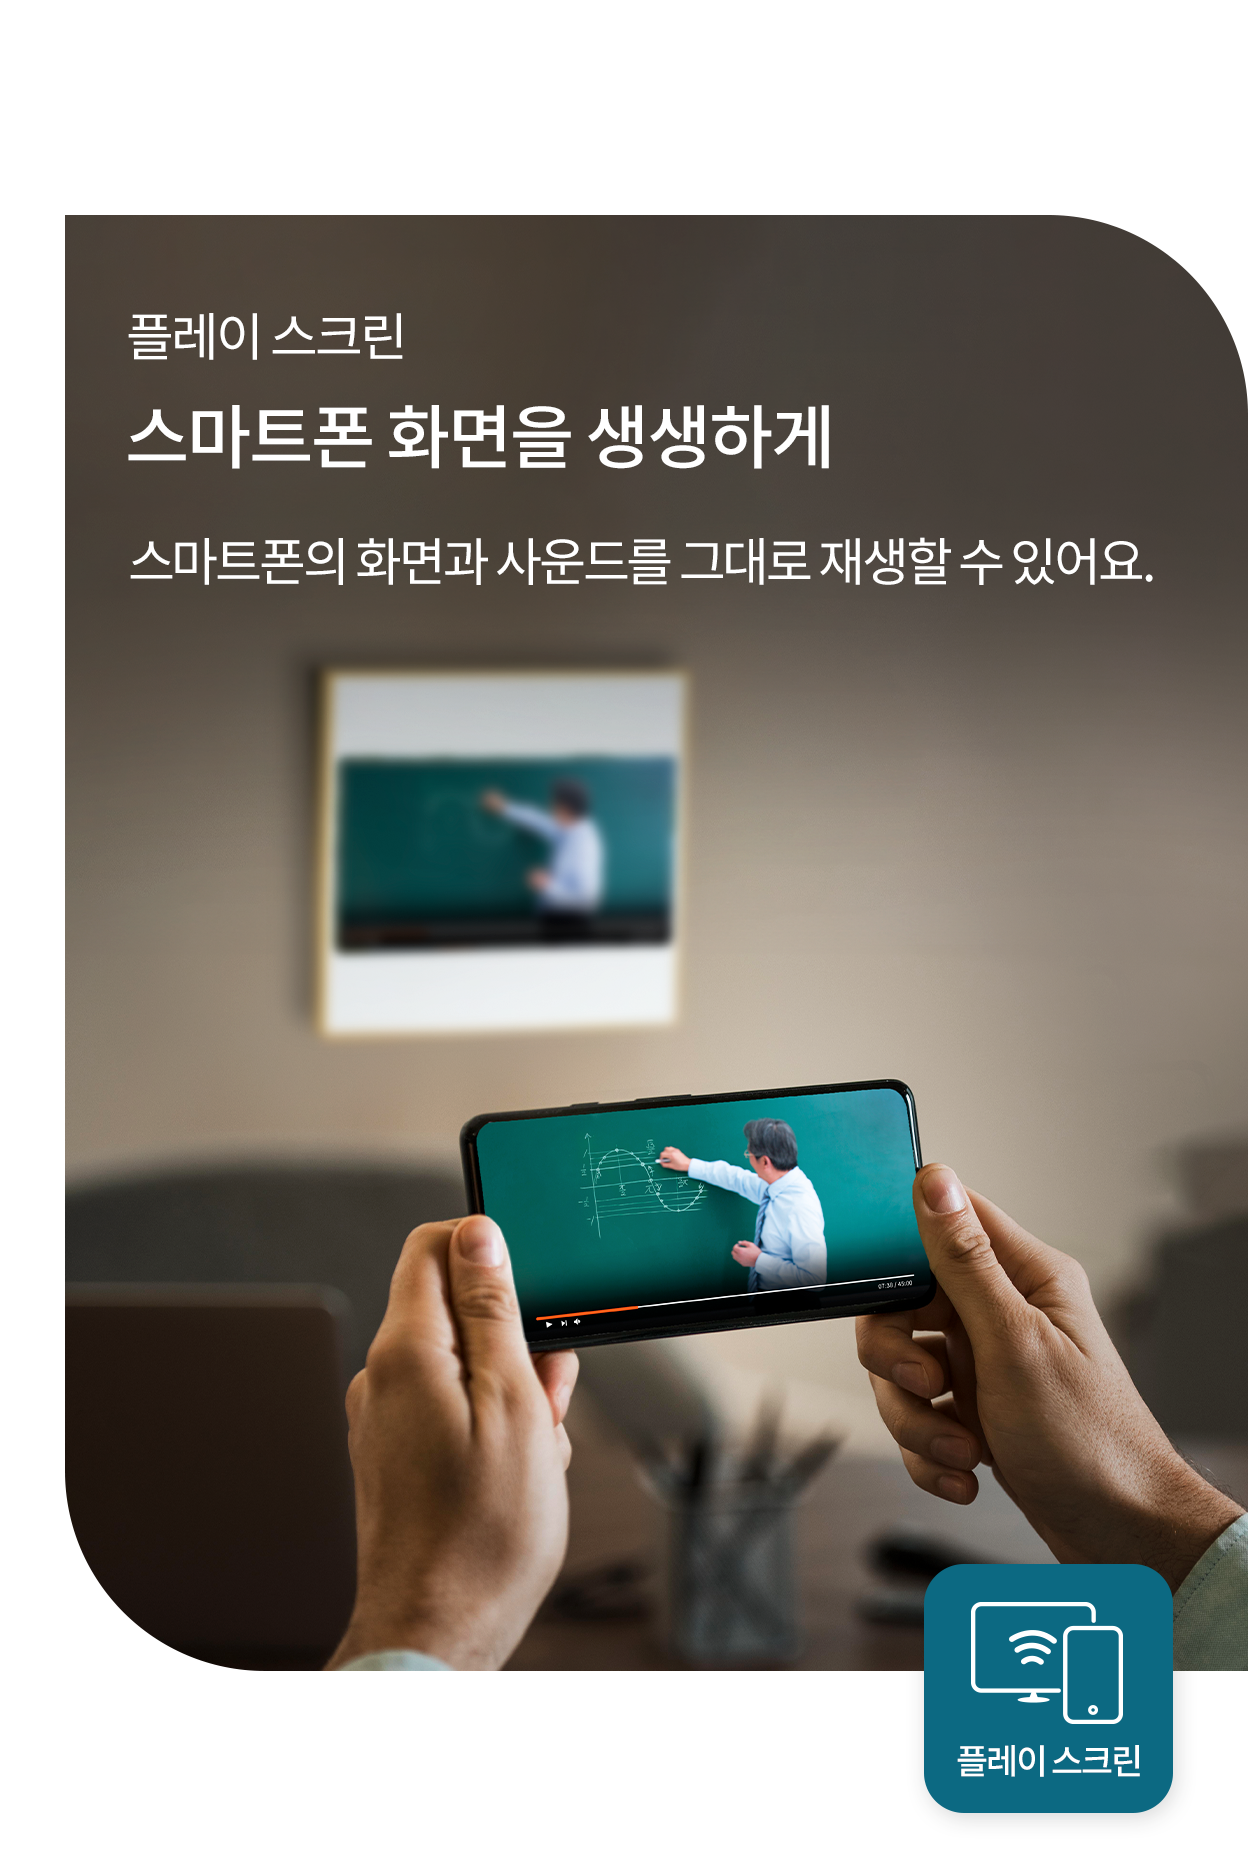 플레이 스크린
스마트폰 화면을 생생하게
스마트폰의 화면과 사운드를 그대로 재생할 수 있어요.
07:30 / 45:00
플레이 스크린